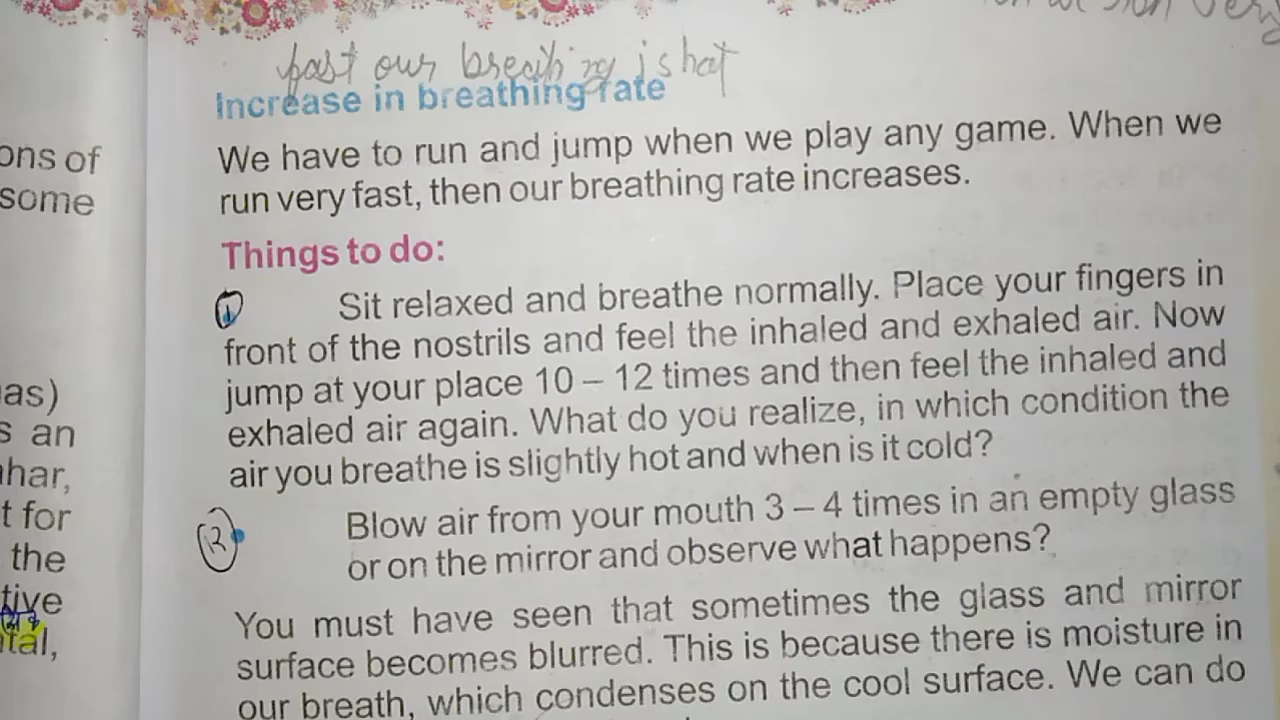 very
fast our breathing is hot
Increase in breathing rate
We have to run and jump when we play any game. When we
run very fast, then our breathing rate increases.
Things to do:
1 Sit relaxed and breathe normally. Place your fingers in
front of the nostrils and feel the inhaled and exhaled air. Now
jump at your place 10 – 12 times and then feel the inhaled and
exhaled air again. What do you realize, in which condition the
air you breathe is slightly hot and when is it cold?
2 Blow air from your mouth 3 – 4 times in an empty glass
or on the mirror and observe what happens?
You must have seen that sometimes the glass and mirror
surface becomes blurred. This is because there is moisture in
our breath, which condenses on the cool surface. We can do
ons of
some
as)
s an
har,
t for
the
tive
tal,